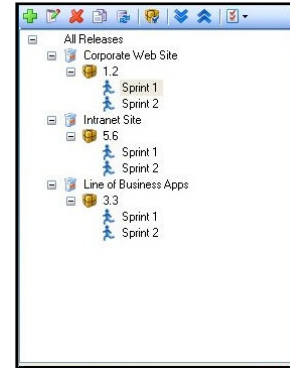 All Releases
Corporate Web Site
1.2
Sprint 1
Sprint 2
Intranet Site
5.6
Sprint 1
Sprint 2
Line of Business Apps
3.3
Sprint 1
Sprint 2